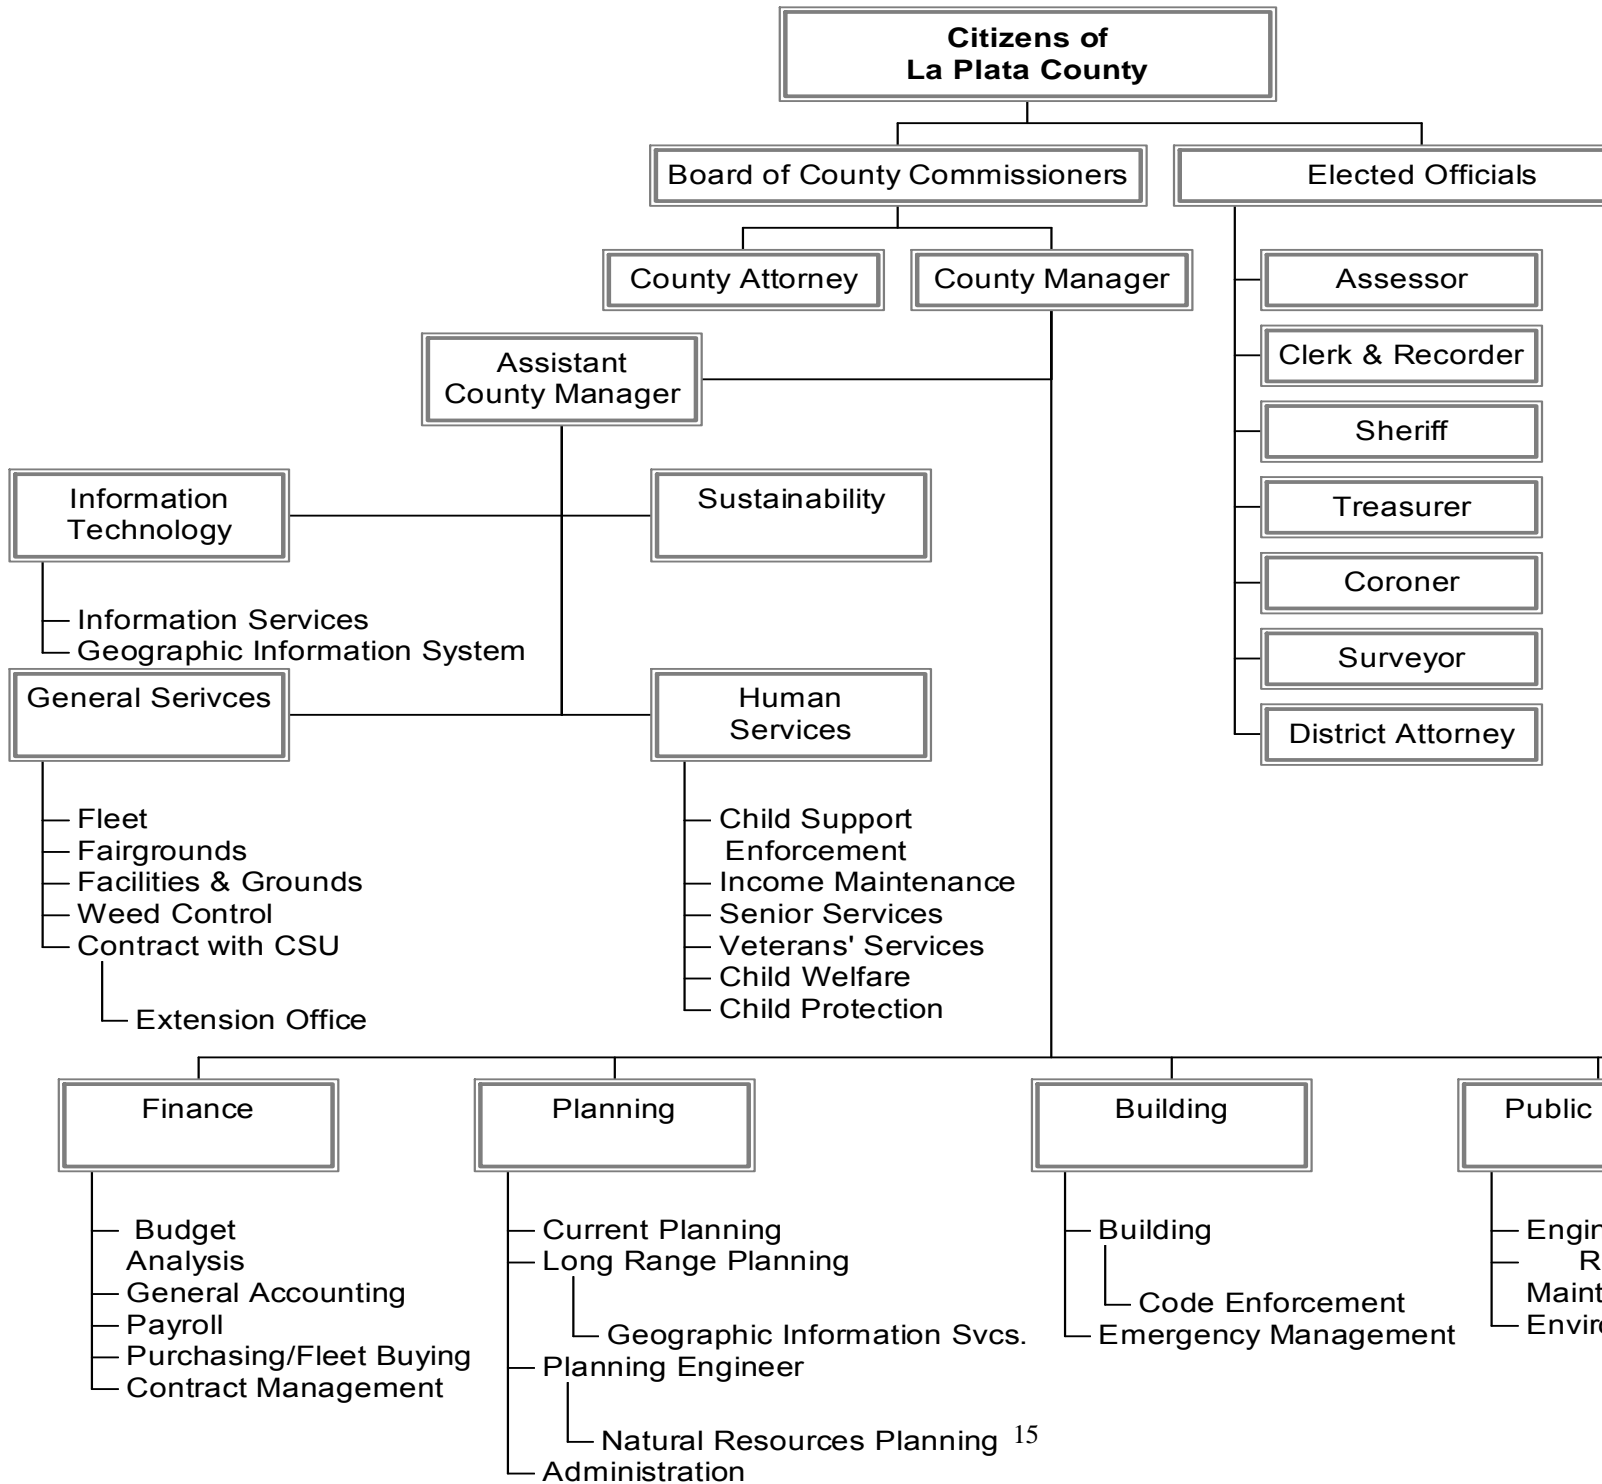 Citizens of
La Plata County
Board of County Commissioners
Elected Officials
County Attorney
County Manager
Assessor
Clerk & Recorder
Sheriff
Treasurer
Coroner
Surveyor
District Attorney
Assistant
County Manager
Information
Technology
Sustainability
Information Services
Geographic Information System
General Serivces
Human
Services
Fleet
Fairgrounds
Facilities & Grounds
Weed Control
Contract with CSU
Extension Office
Child Support
Enforcement
Income Maintenance
Senior Services
Veterans' Services
Child Welfare
Child Protection
Finance
Budget
Analysis
General Accounting
Payroll
Purchasing/Fleet Buying
Contract Management
Planning
Current Planning
Long Range Planning
Geographic Information Svcs.
Planning Engineer
Natural Resources Planning
Administration
Building
Building
Code Enforcement
Emergency Management
Public
15